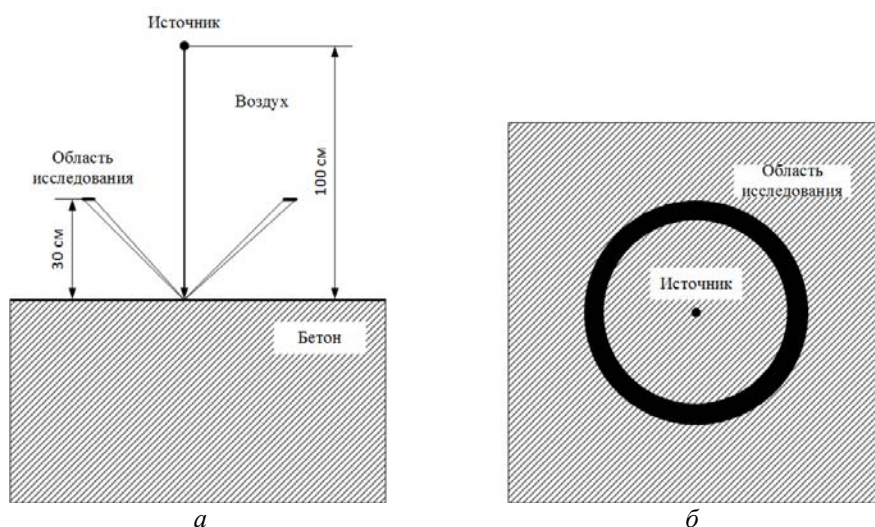 Источник
Воздух
Область
исследования
100 см
30 см
Бетон
а
Область
исследования
Источник
б